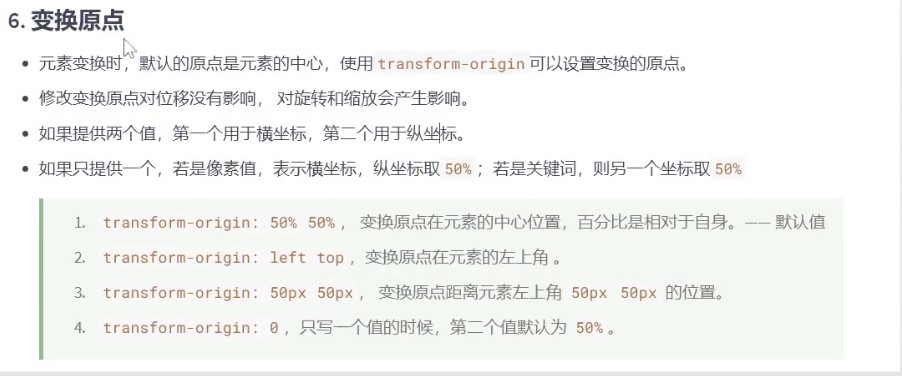 6. 变换原点
• 元素变换时，默认的原点是元素的中心，使用 transform-origin 可以设置变换的原点。
• 修改变换原点对位移没有影响， 对旋转和缩放会产生影响。
• 如果提供两个值，第一个用于横坐标，第二个用于纵坐标。
• 如果只提供一个，若是像素值，表示横坐标，纵坐标取 50% ；若是关键词，则另一个坐标取 50%
1. transform-origin: 50% 50% ， 变换原点在元素的中心位置，百分比是相对于自身。—— 默认值
2. transform-origin: left top ，变换原点在元素的左上角 。
3. transform-origin: 50px 50px ， 变换原点距离元素左上角 50px 50px 的位置。
4. transform-origin: 0 ，只写一个值的时候，第二个值默认为 50% 。